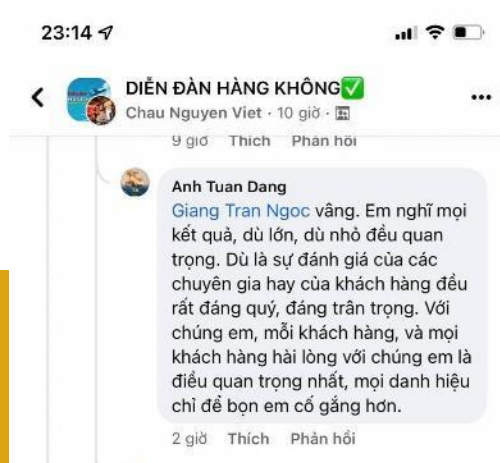 23:14
DIỄN ĐÀN HÀNG KHÔNG
Chau Nguyen Viet · 10 giờ ·
9 giờ Thích Phản hồi
Anh Tuan Dang
Giang Tran Ngoc vâng. Em nghĩ mọi
kết quả, dù lớn, dù nhỏ đều quan
trọng. Dù là sự đánh giá của các
chuyên gia hay của khách hàng đều
rất đáng quý, đáng trân trọng. Với
chúng em, mỗi khách hàng, và mọi
khách hàng hài lòng với chúng em là
điều quan trọng nhất, mọi danh hiệu
chỉ để bọn em cố gắng hơn.
2 giờ Thích Phản hồi